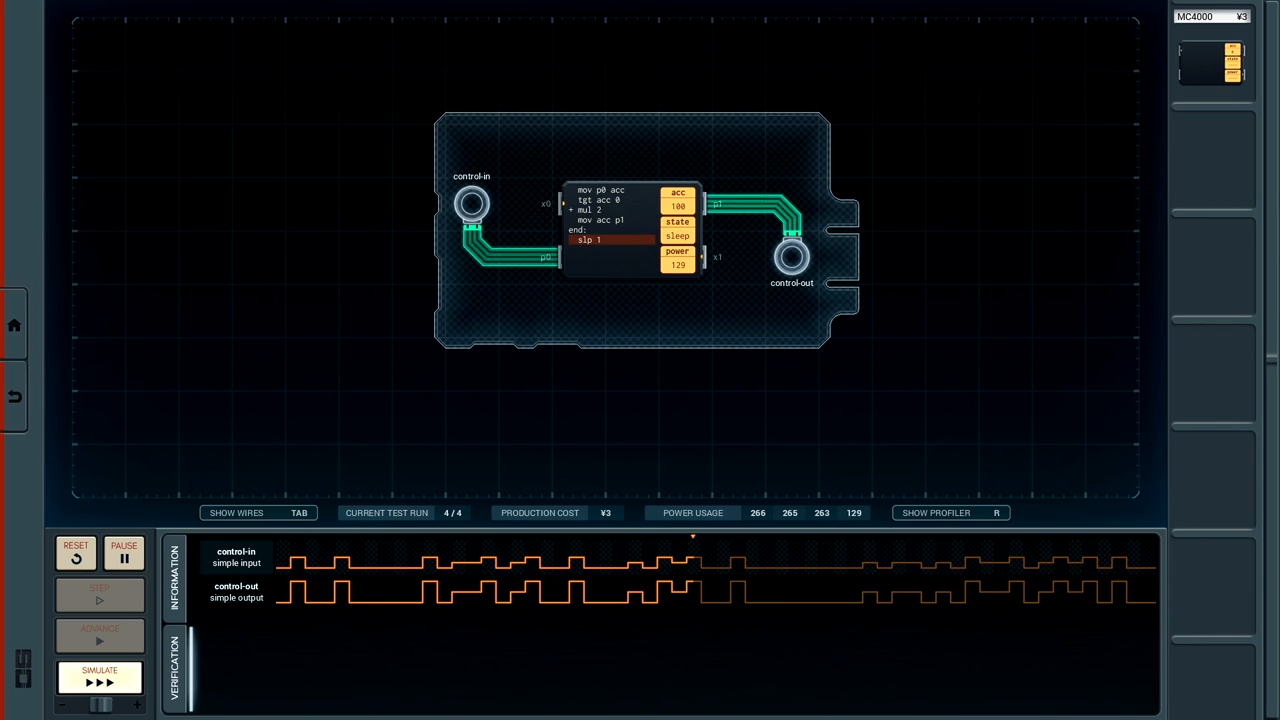 MC4000 ¥3
acc
state
power
control-in
mov p0 acc
tgt acc 0
+ mul 2
mov acc p1
end:
slp 1
acc
100
state
sleep
power
129
x0
p1
p0
x1
control-out
SHOW WIRES TAB
CURRENT TEST RUN 4 / 4
PRODUCTION COST ¥3
POWER USAGE 266 265 263 129
SHOW PROFILER R
RESET
PAUSE
STEP
ADVANCE
SIMULATE
- +
INFORMATION
VERIFICATION
control-in
simple input
control-out
simple output